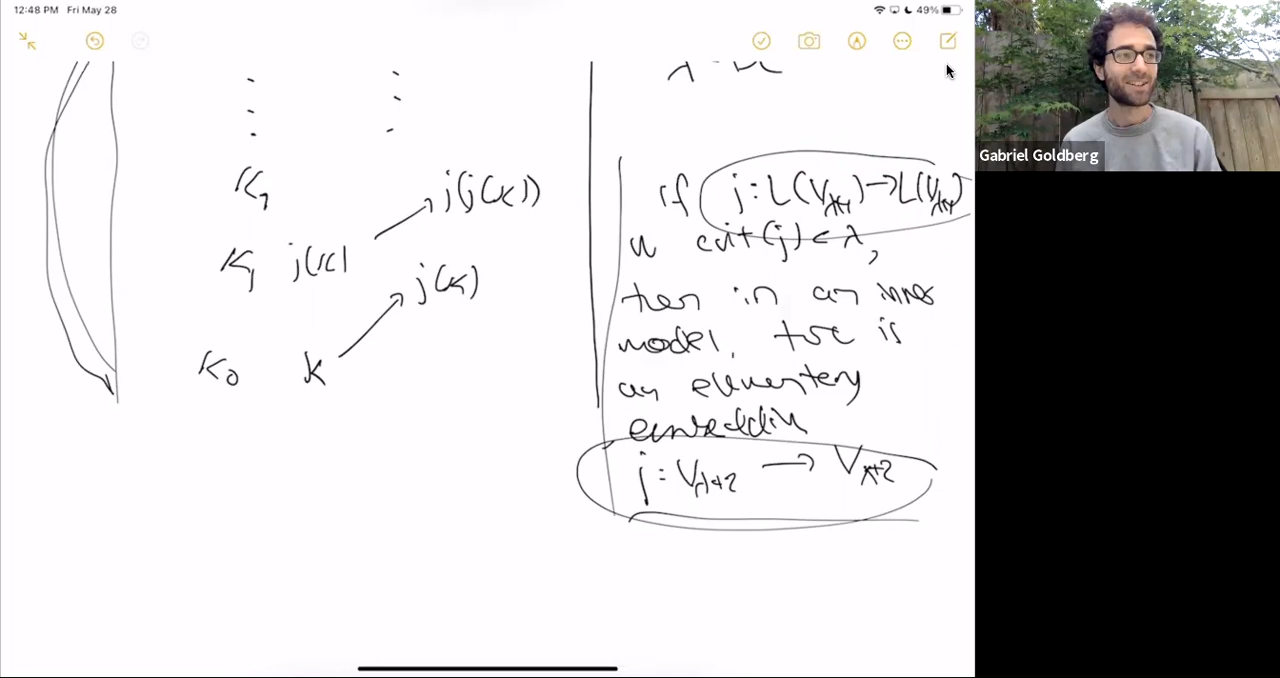 12:48 PM Fri May 28
49%
Gabriel Goldberg
κ₁ j(κ)
j(j(κ))
j(κ)
κ₀ κ
if j : L(V_{λ+1}) → L(V_{λ+1})
w crit(j) < λ,
then in an inner
model, there is
an elementary
embedding
j : V_{λ+2} → V_{λ+2}